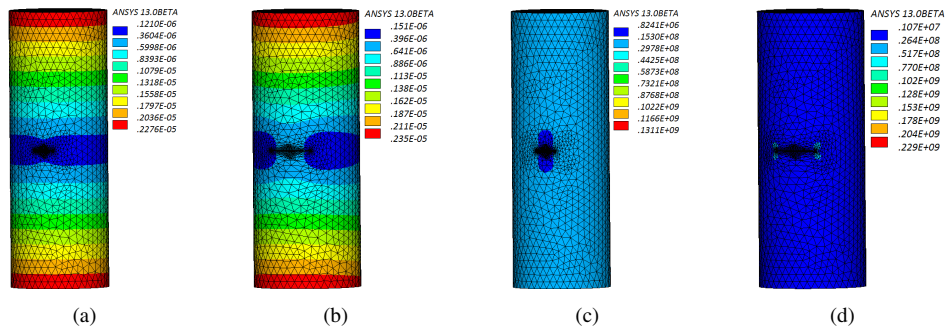 ANSYS 13.0BETA
.1210E-06
.3604E-06
.5998E-06
.8393E-06
.1079E-05
.1318E-05
.1558E-05
.1797E-05
.2036E-05
.2276E-05
(a)
ANSYS 13.0BETA
.151E-06
.396E-06
.641E-06
.886E-06
.113E-05
.138E-05
.162E-05
.187E-05
.211E-05
.235E-05
(b)
ANSYS 13.0BETA
.8241E+06
.1530E+08
.2978E+08
.4425E+08
.5873E+08
.7321E+08
.8768E+08
.1022E+09
.1166E+09
.1311E+09
(c)
ANSYS 13.0BETA
.107E+07
.264E+08
.517E+08
.770E+08
.102E+09
.128E+09
.153E+09
.178E+09
.204E+09
.229E+09
(d)